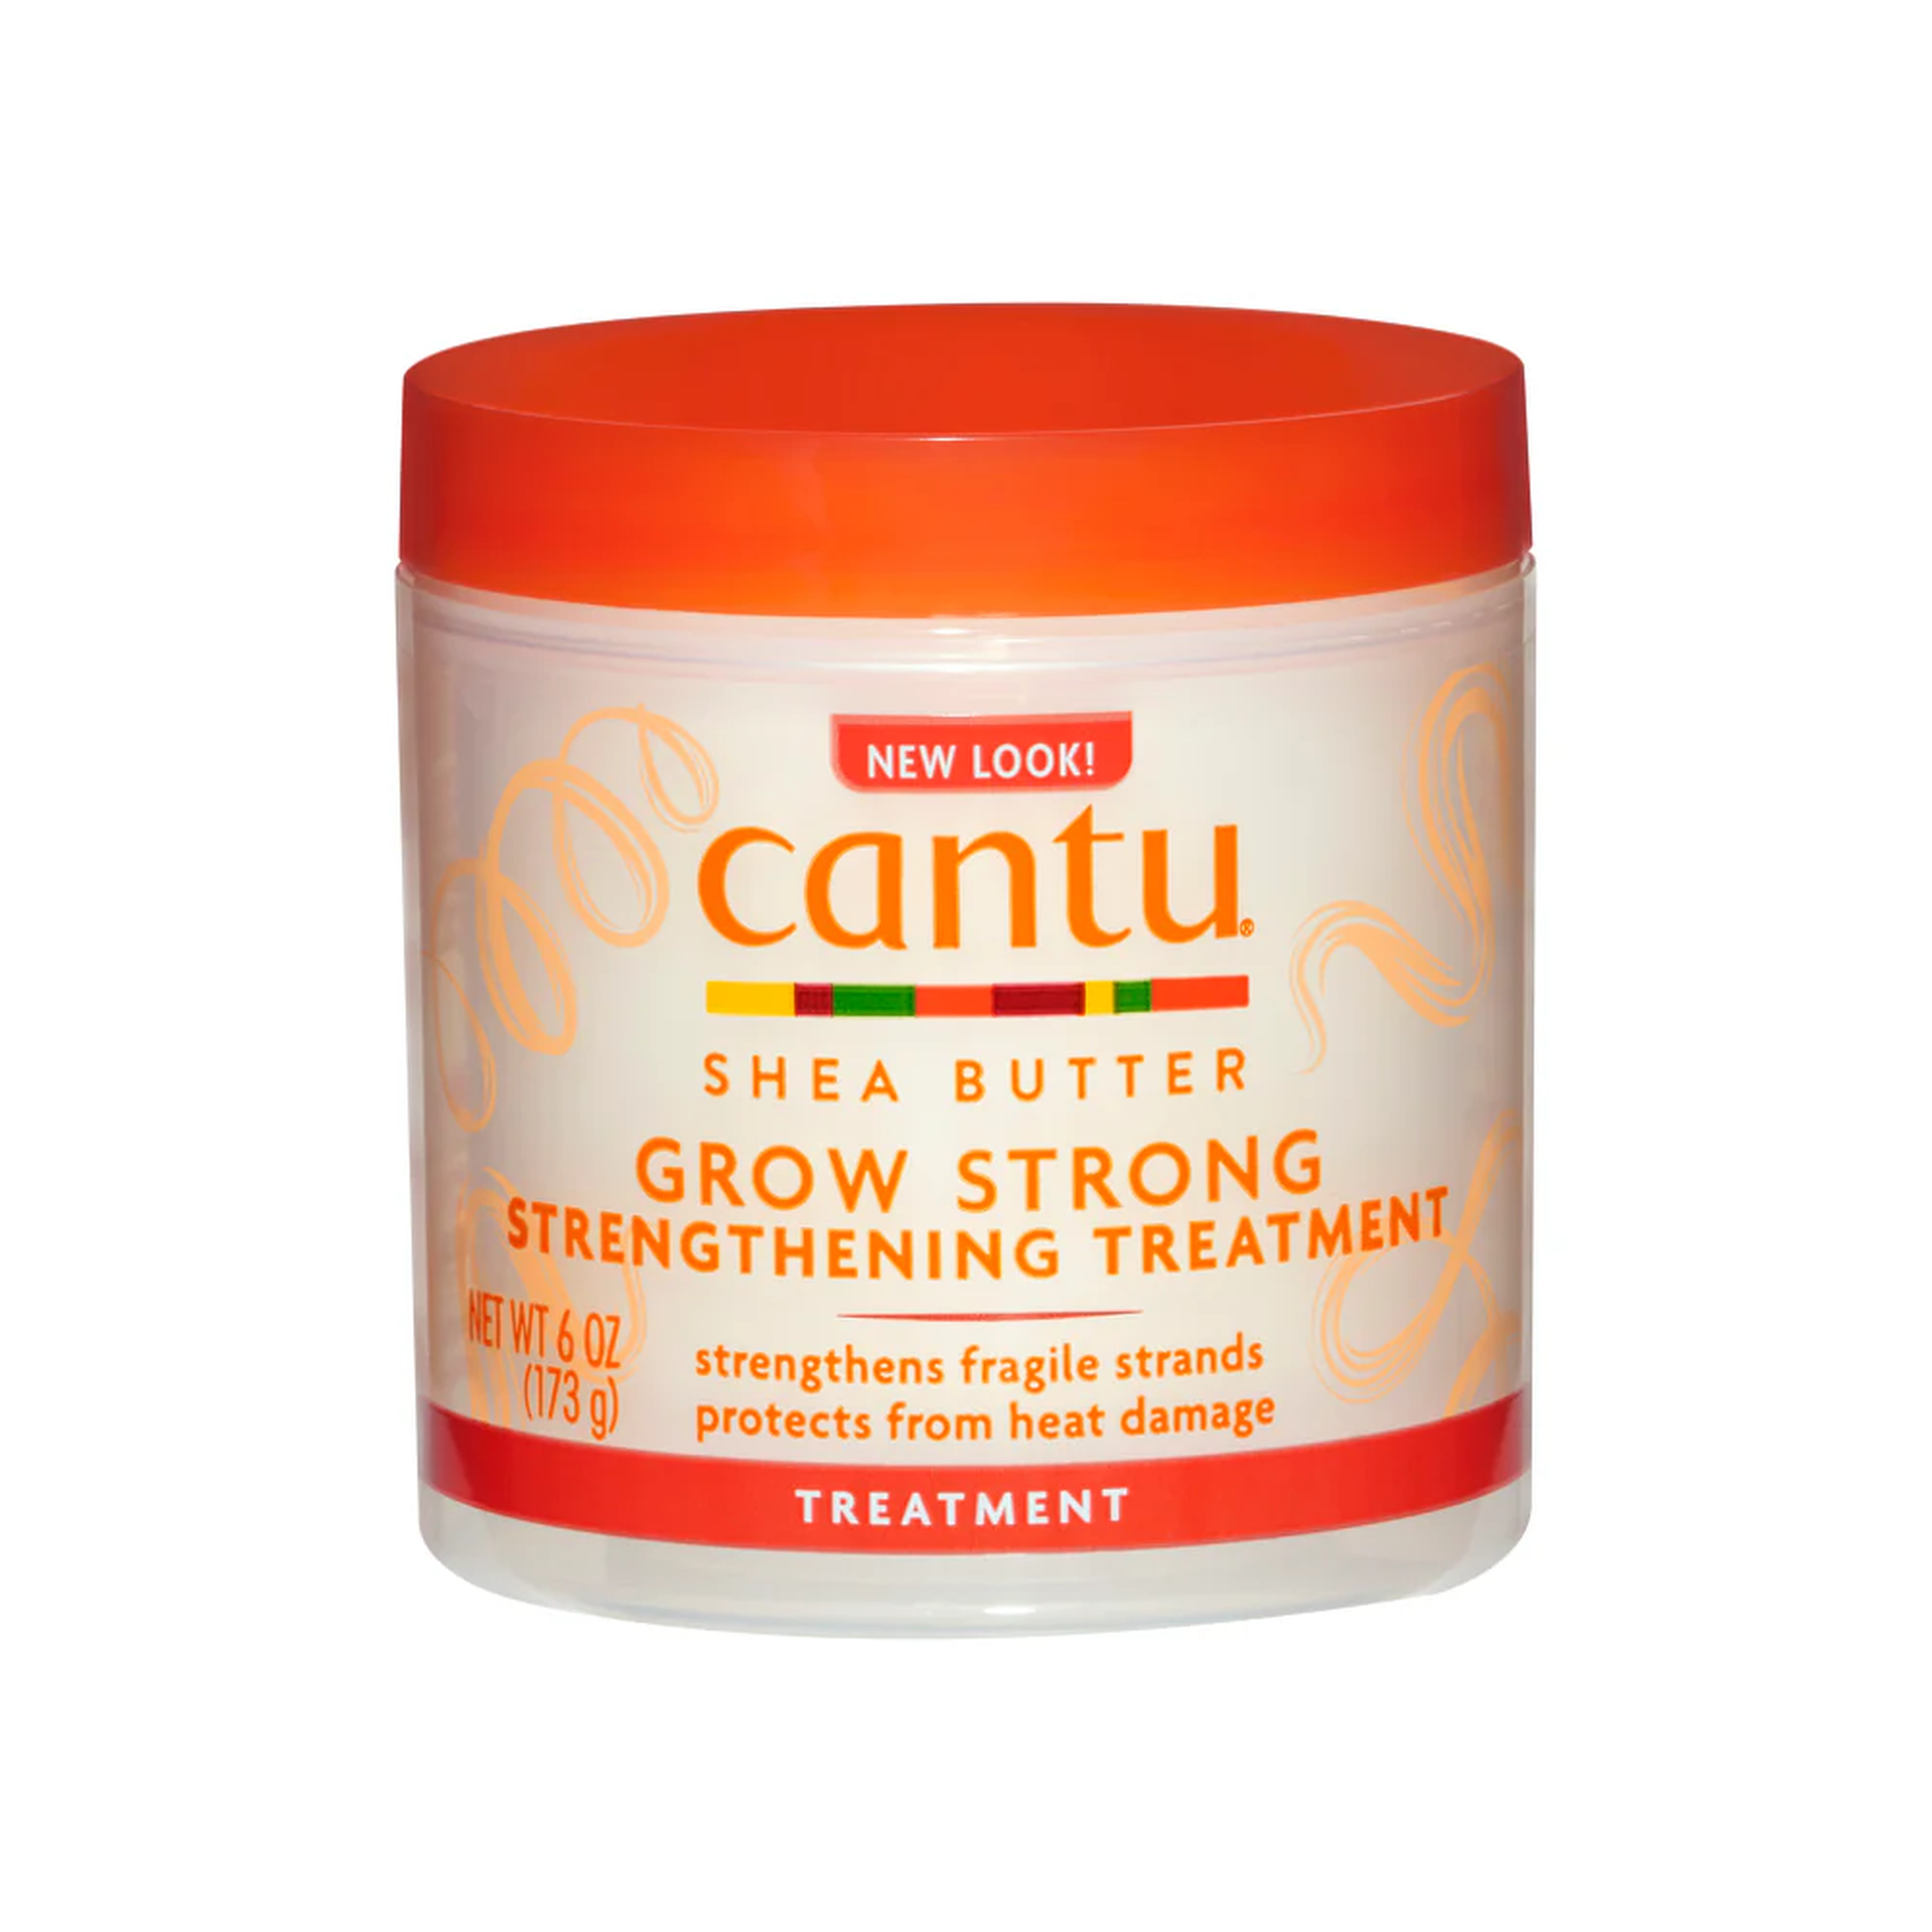 NEW LOOK!
cantu®
SHEA BUTTER
GROW STRONG
STRENGTHENING TREATMENT
NET WT 6 OZ
(173 g)
strengthens fragile strands
protects from heat damage
TREATMENT